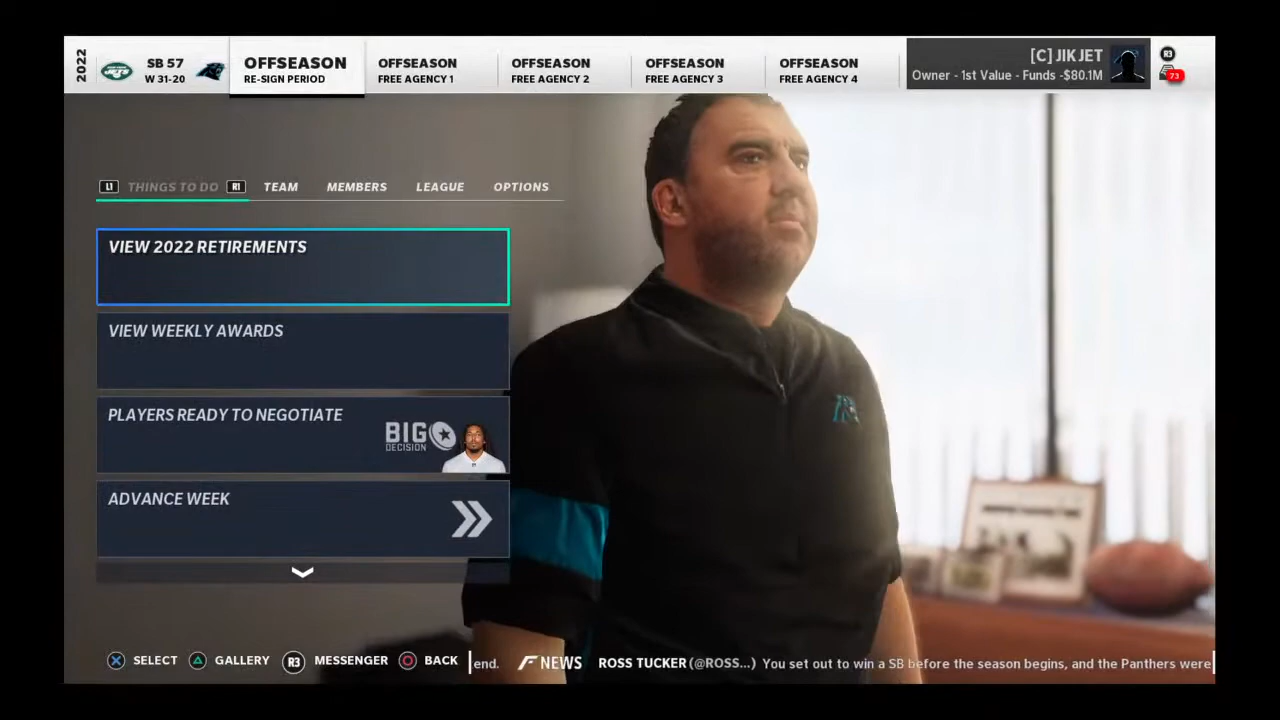 2022
JETS
SB 57
W 31-20
OFFSEASON
RE-SIGN PERIOD
OFFSEASON
FREE AGENCY 1
OFFSEASON
FREE AGENCY 2
OFFSEASON
FREE AGENCY 3
OFFSEASON
FREE AGENCY 4
[C] JIK JET
Owner - 1st Value - Funds -$80.1M
R3
73
L1 THINGS TO DO R1 TEAM MEMBERS LEAGUE OPTIONS
VIEW 2022 RETIREMENTS
VIEW WEEKLY AWARDS
PLAYERS READY TO NEGOTIATE
BIG
DECISION
ADVANCE WEEK
SELECT GALLERY R3 MESSENGER BACK end. NEWS ROSS TUCKER (@ROSS...) You set out to win a SB before the season begins, and the Panthers were